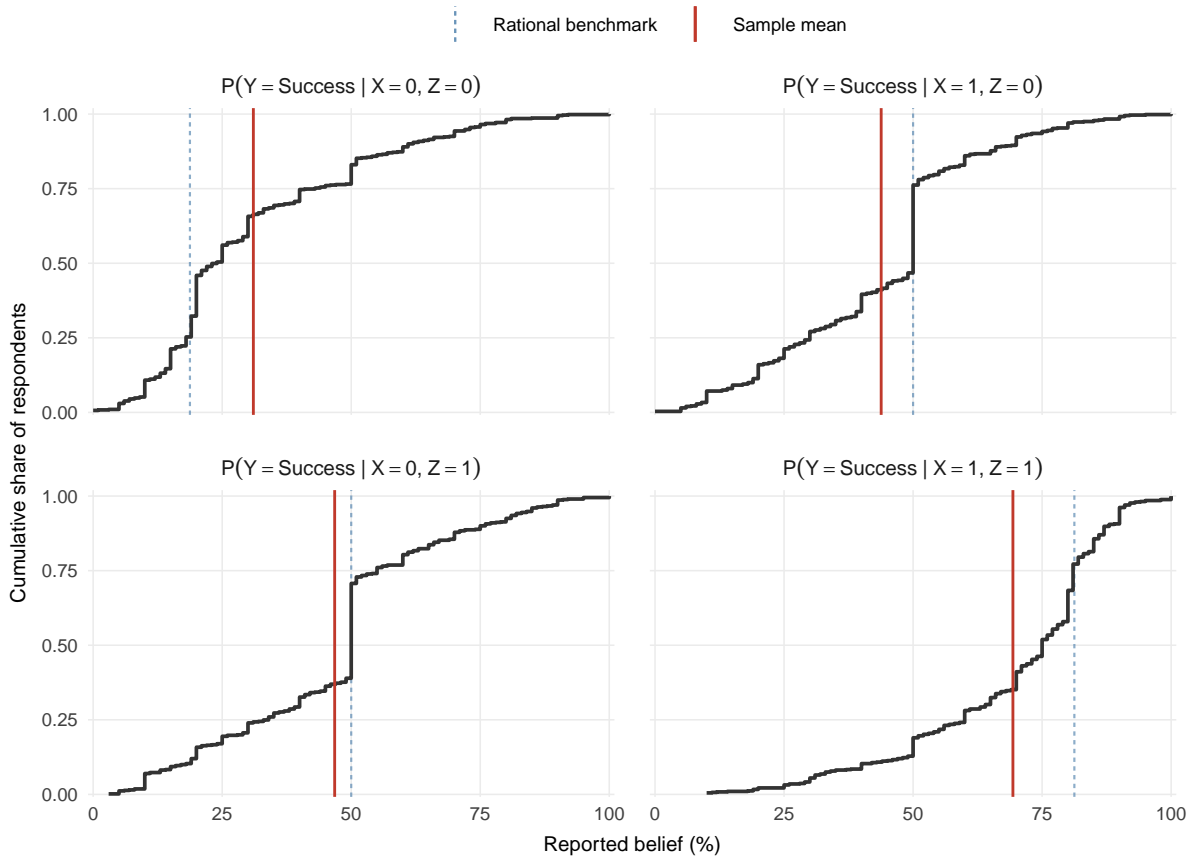 Rational benchmark Sample mean
P(Y = Success | X = 0, Z = 0) P(Y = Success | X = 1, Z = 0)
1.00
0.75
0.50
0.25
0.00
P(Y = Success | X = 0, Z = 1) P(Y = Success | X = 1, Z = 1)
1.00
0.75
0.50
0.25
0.00
0 25 50 75 100 0 25 50 75 100
Reported belief (%)
Cumulative share of respondents